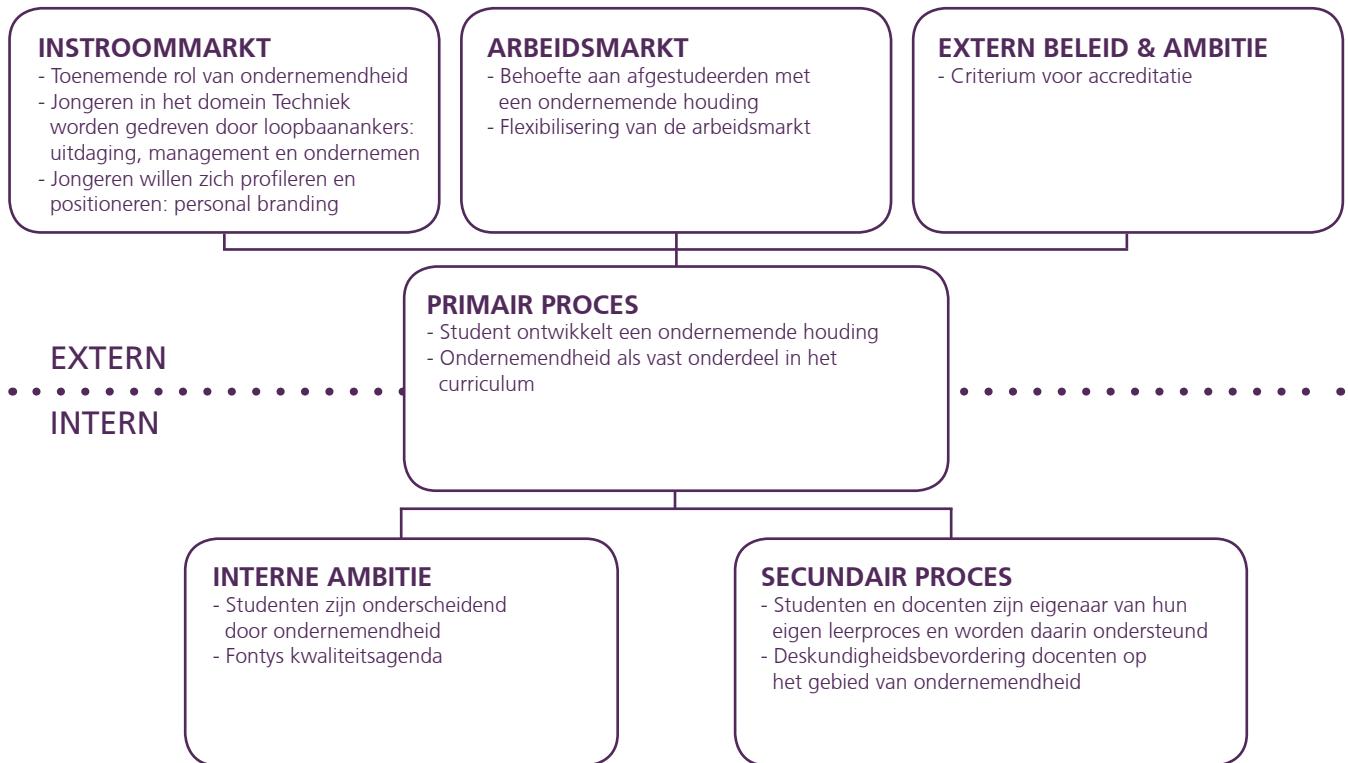 INSTROOMMARKT
- Toenemende rol van ondernemendheid
- Jongeren in het domein Techniek
worden gedreven door loopbaanankers:
uitdaging, management en ondernemen
- Jongeren willen zich profileren en
positioneren: personal branding
ARBEIDSMARKT
- Behoefte aan afgestudeerden met
een ondernemende houding
- Flexibilisering van de arbeidsmarkt
EXTERN BELEID & AMBITIE
- Criterium voor accreditatie
PRIMAIR PROCES
- Student ontwikkelt een ondernemende houding
- Ondernemendheid als vast onderdeel in het
curriculum
EXTERN
INTERN
INTERNE AMBITIE
- Studenten zijn onderscheidend
door ondernemendheid
- Fontys kwaliteitsagenda
SECUNDAIR PROCES
- Studenten en docenten zijn eigenaar van hun
eigen leerproces en worden daarin ondersteund
- Deskundigheidsbevordering docenten op
het gebied van ondernemendheid